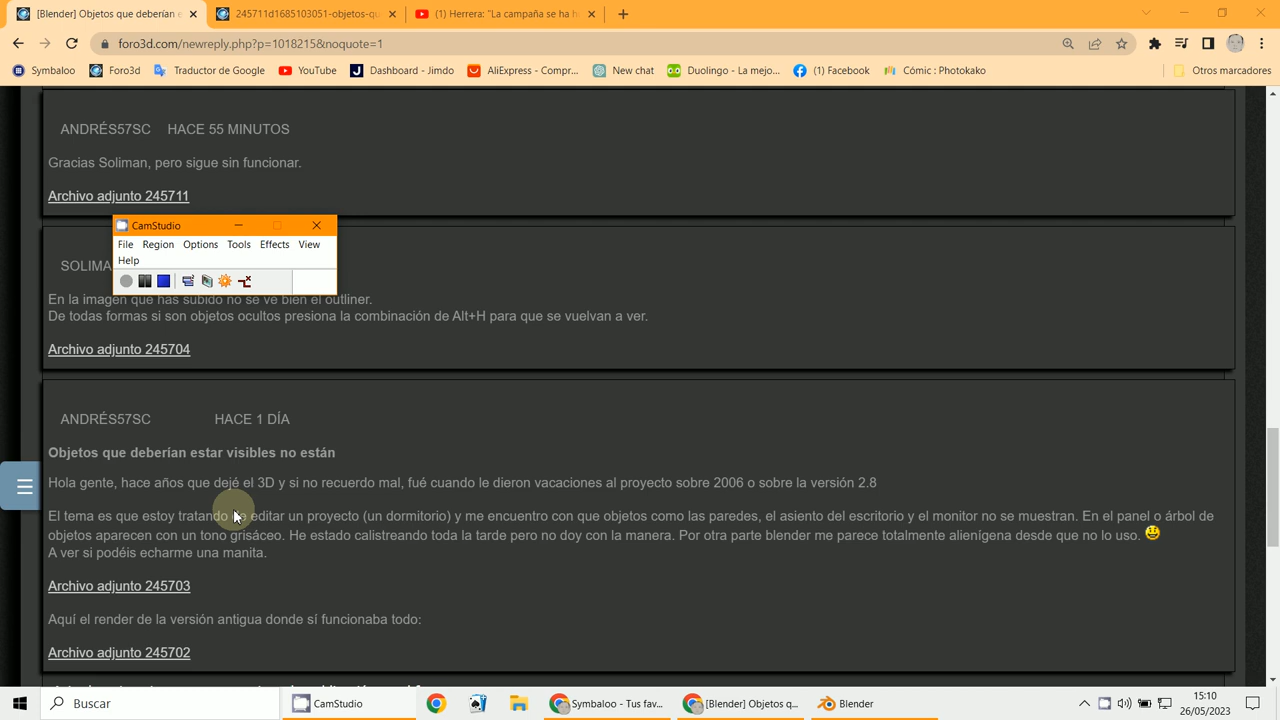 [Blender] Objetos que deberían e
245711d1685103051-objetos-qu
(1) Herrera: "La campaña se ha h
foro3d.com/newreply.php?p=1018215&noquote=1
Symbaloo
Foro3d
Traductor de Google
YouTube
Dashboard - Jimdo
AliExpress - Compr...
New chat
Duolingo - La mejo...
(1) Facebook
Cómic : Photokako
Otros marcadores
ANDRÉS57SC HACE 55 MINUTOS
Gracias Soliman, pero sigue sin funcionar.
Archivo adjunto 245711
CamStudio
File Region Options Tools Effects View
Help
SOLIMA
En la imagen que has subido no se ve bien el outliner.
De todas formas si son objetos ocultos presiona la combinación de Alt+H para que se vuelvan a ver.
Archivo adjunto 245704
ANDRÉS57SC HACE 1 DÍA
Objetos que deberían estar visibles no están
Hola gente, hace años que dejé el 3D y si no recuerdo mal, fué cuando le dieron vacaciones al proyecto sobre 2006 o sobre la versión 2.8
El tema es que estoy tratando de editar un proyecto (un dormitorio) y me encuentro con que objetos como las paredes, el asiento del escritorio y el monitor no se muestran. En el panel o árbol de
objetos aparecen con un tono grisáceo. He estado calistreando toda la tarde pero no doy con la manera. Por otra parte blender me parece totalmente alienígena desde que no lo uso.
A ver si podéis echarme una manita.
Archivo adjunto 245703
Aquí el render de la versión antigua donde sí funcionaba todo:
Archivo adjunto 245702
Buscar
CamStudio
Symbaloo - Tus fav...
[Blender] Objetos q...
Blender
15:10
26/05/2023